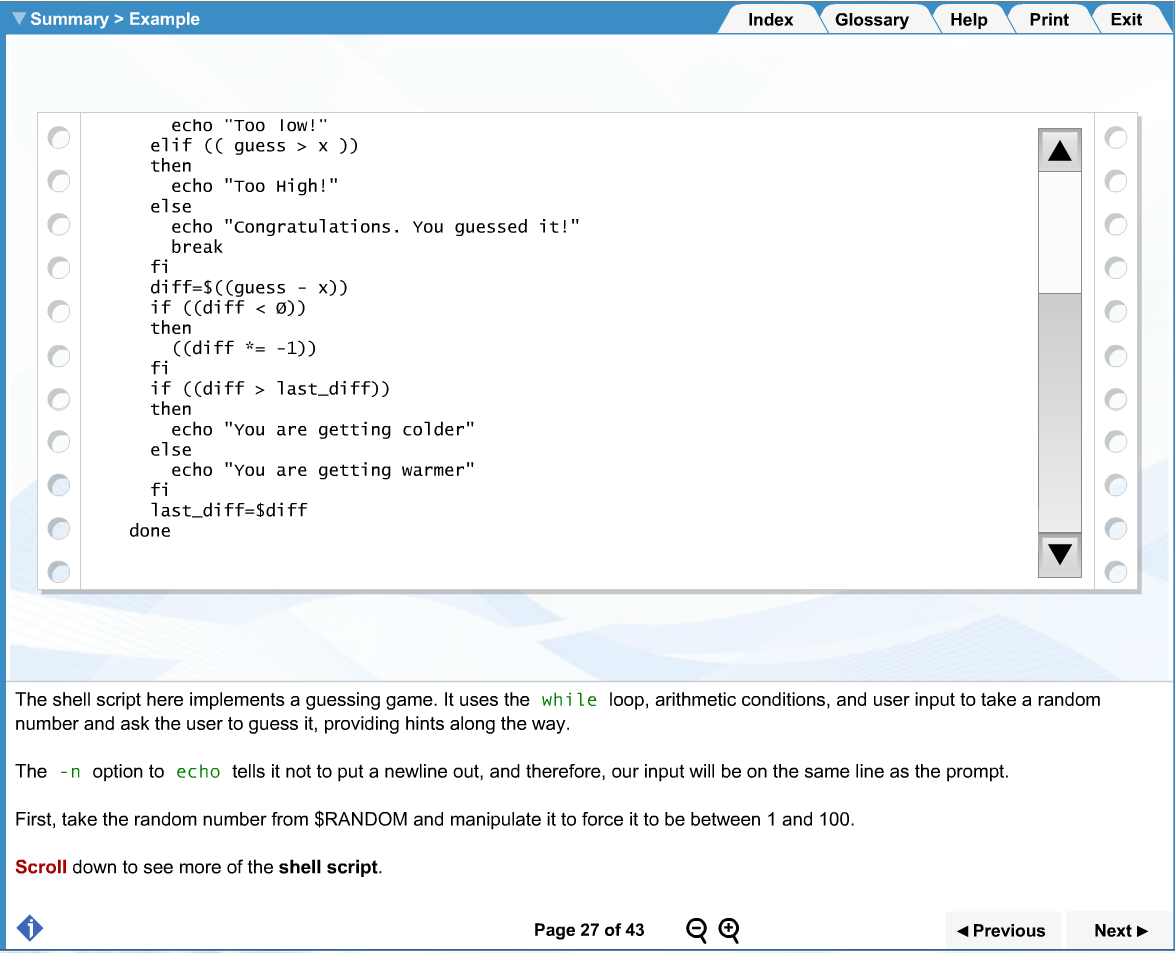 Summary > Example
Index
Glossary
Help
Print
Exit
echo "Too low!"
elif (( guess > x ))
then
echo "Too High!"
else
echo "Congratulations. You guessed it!"
break
fi
diff=$((guess - x))
if ((diff < 0))
then
((diff *= -1))
fi
if ((diff > last_diff))
then
echo "You are getting colder"
else
echo "You are getting warmer"
fi
last_diff=$diff
done
The shell script here implements a guessing game. It uses the while loop, arithmetic conditions, and user input to take a random
number and ask the user to guess it, providing hints along the way.
The -n option to echo tells it not to put a newline out, and therefore, our input will be on the same line as the prompt.
First, take the random number from $RANDOM and manipulate it to force it to be between 1 and 100.
Scroll down to see more of the shell script.
i
Page 27 of 43
Previous
Next